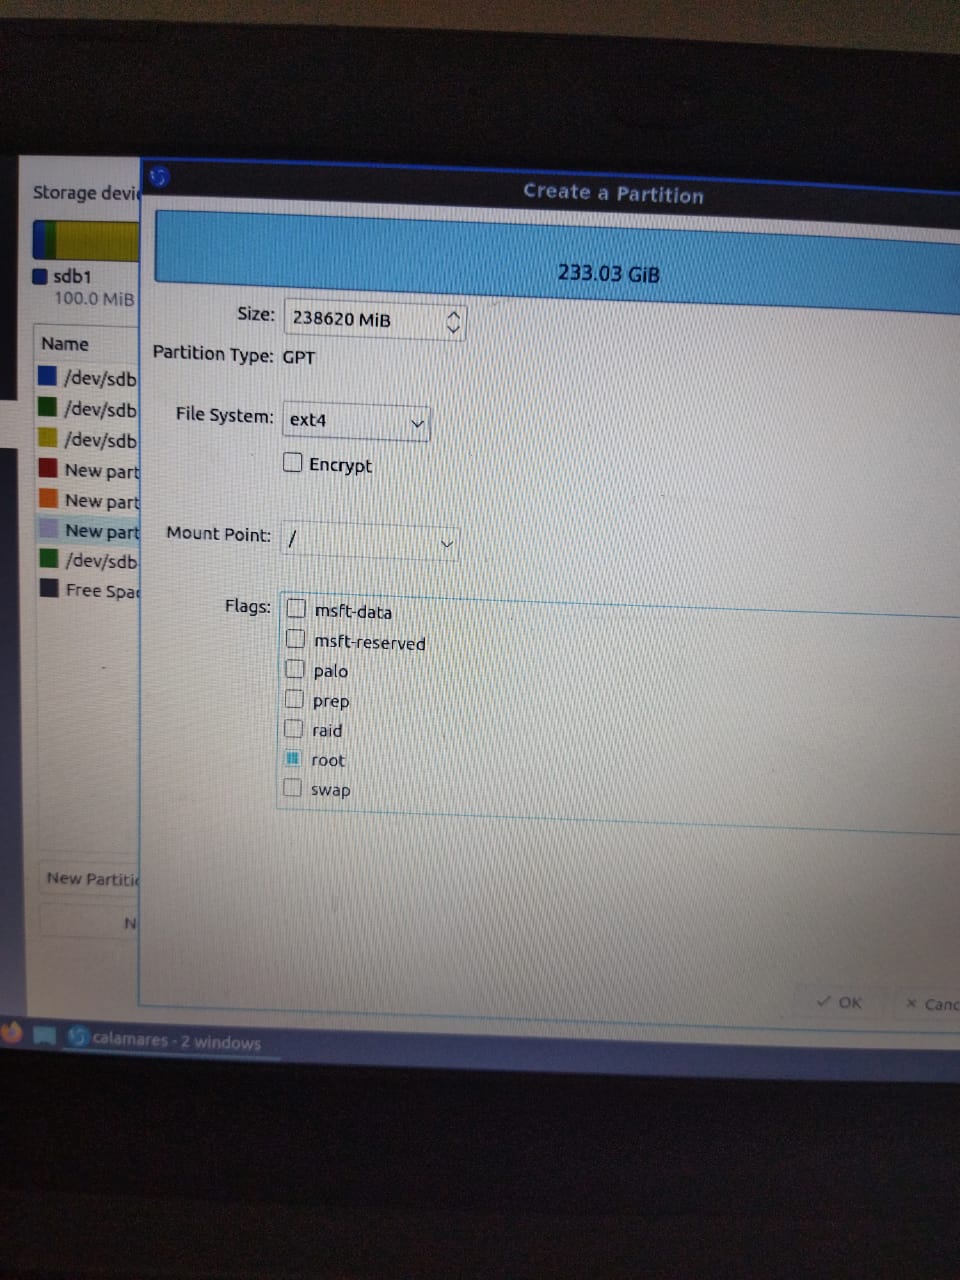 Create a Partition
Storage devi
233.03 GiB
sdb1
100.0 MiB
Size: 238620 MiB
Name
Partition Type: GPT
/dev/sdb
/dev/sdb
File System: ext4
/dev/sdb
Encrypt
New part
New part
New part
Mount Point: /
/dev/sdb
Free Spa
Flags:
msft-data
msft-reserved
palo
prep
raid
root
swap
New Partiti
N
OK
Canc
calamares - 2 windows